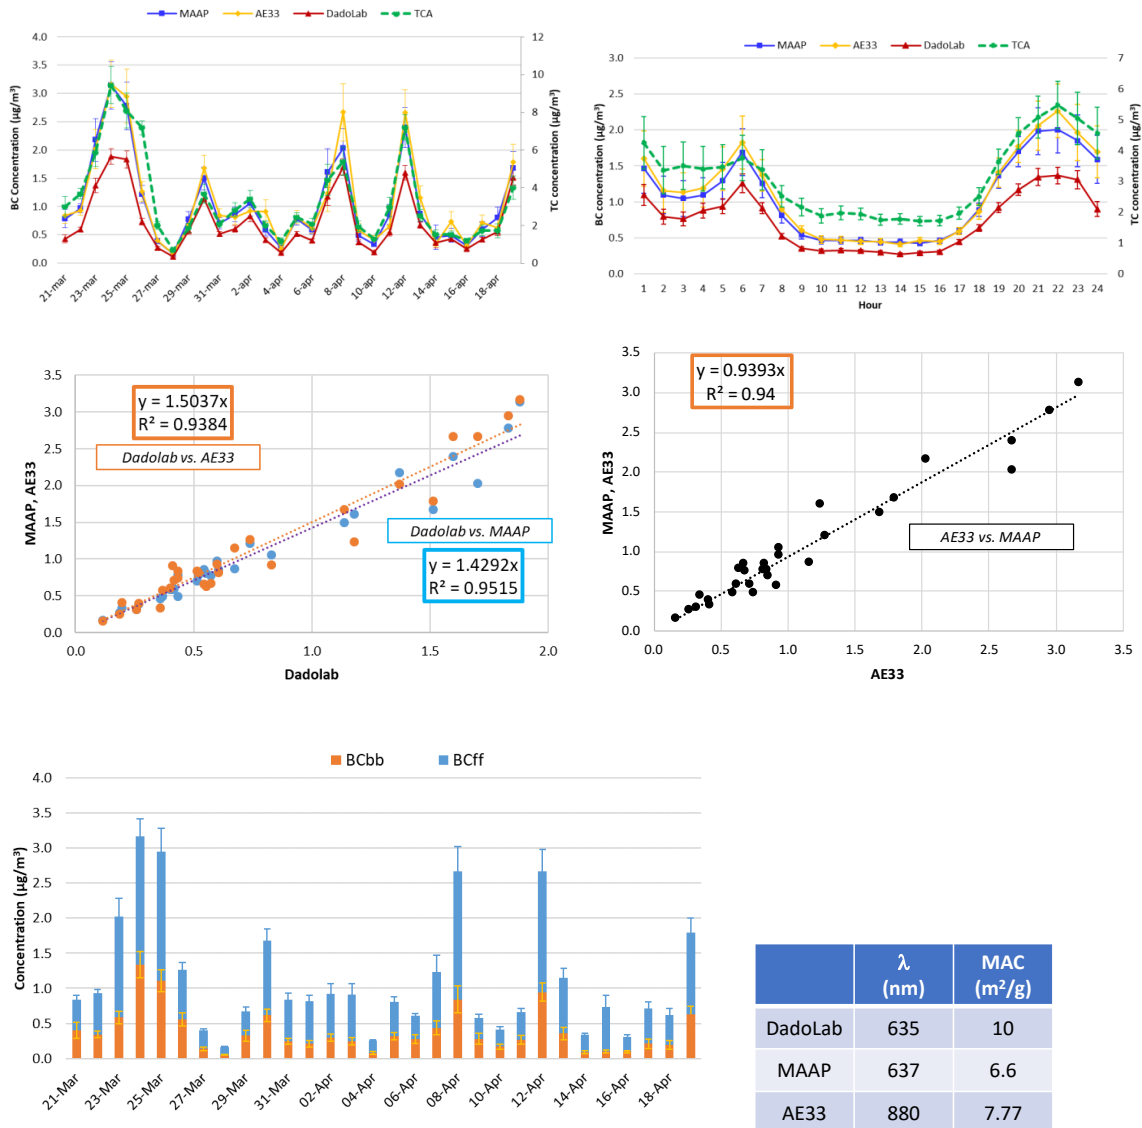 MAAP AE33 DadoLab TCA
4.0
3.5
3.0
2.5
2.0
1.5
1.0
0.5
0.0
BC Concentration (µg/m³)
12
10
8
6
4
2
0
TC concentration (µg/m³)
21-mar 23-mar 25-mar 27-mar 29-mar 31-mar 2-apr 4-apr 6-apr 8-apr 10-apr 12-apr 14-apr 16-apr 18-apr
MAAP AE33 DadoLab TCA
3.0
2.5
2.0
1.5
1.0
0.5
0.0
BC concentration (µg/m³)
7
6
5
4
3
2
1
0
TC concentration (µg/m³)
1 2 3 4 5 6 7 8 9 10 11 12 13 14 15 16 17 18 19 20 21 22 23 24
Hour
3.5
3.0
2.5
2.0
1.5
1.0
0.5
0.0
MAAP, AE33
y = 1.5037x
R² = 0.9384
Dadolab vs. AE33
Dadolab vs. MAAP
y = 1.4292x
R² = 0.9515
0.0 0.5 1.0 1.5 2.0
Dadolab
3.5
3.0
2.5
2.0
1.5
1.0
0.5
0.0
MAAP, AE33
y = 0.9393x
R² = 0.94
AE33 vs. MAAP
0.0 0.5 1.0 1.5 2.0 2.5 3.0 3.5
AE33
BCbb BCff
4.0
3.5
3.0
2.5
2.0
1.5
1.0
0.5
0.0
Concentration (µg/m³)
21-Mar 23-Mar 25-Mar 27-Mar 29-Mar 31-Mar 02-Apr 04-Apr 06-Apr 08-Apr 10-Apr 12-Apr 14-Apr 16-Apr 18-Apr
λ MAC
(nm) (m²/g)
DadoLab 635 10
MAAP 637 6.6
AE33 880 7.77